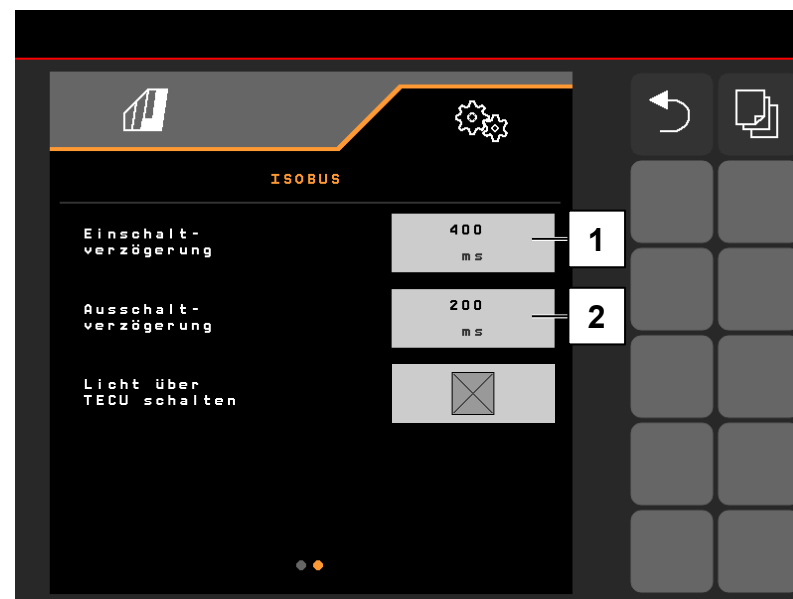 ISOBUS
Einschalt-
verzögerung
400
ms
1
Ausschalt-
verzögerung
200
ms
2
Licht über
TECU schalten